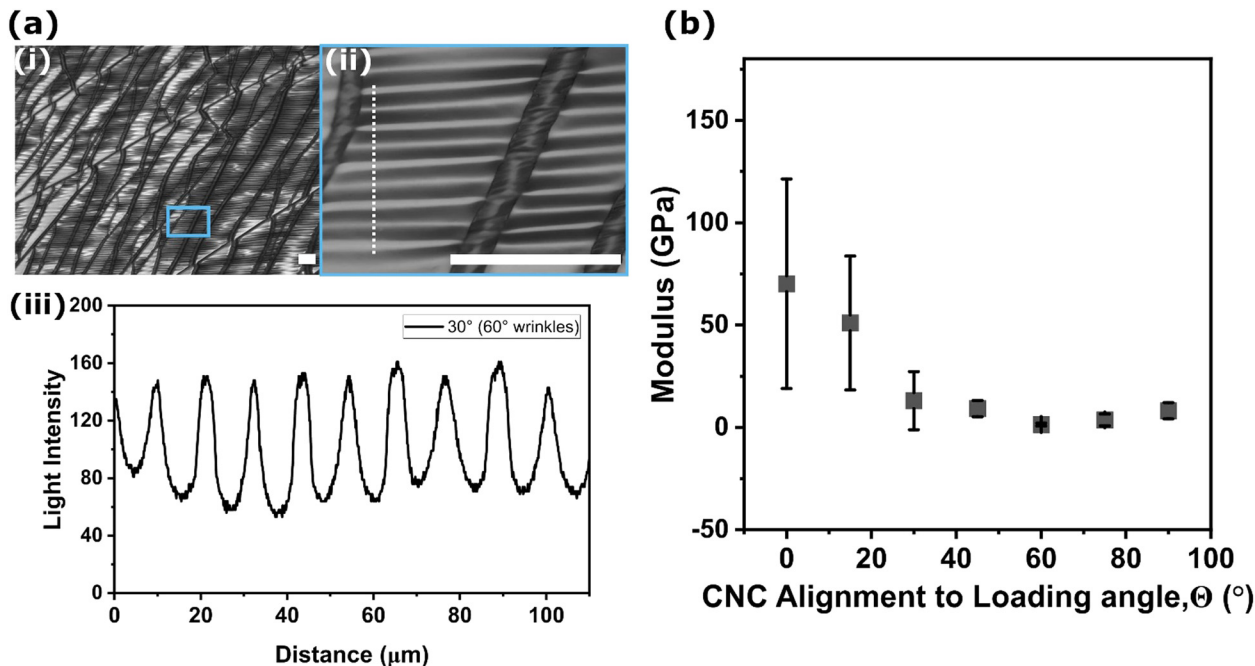 (a)
(i)
(ii)
(iii)
200
160
120
80
40
0
Light Intensity
30° (60° wrinkles)
0 20 40 60 80 100
Distance (μm)
(b)
150
100
50
0
-50
Modulus (GPa)
0 20 40 60 80 100
CNC Alignment to Loading angle,Θ (°)